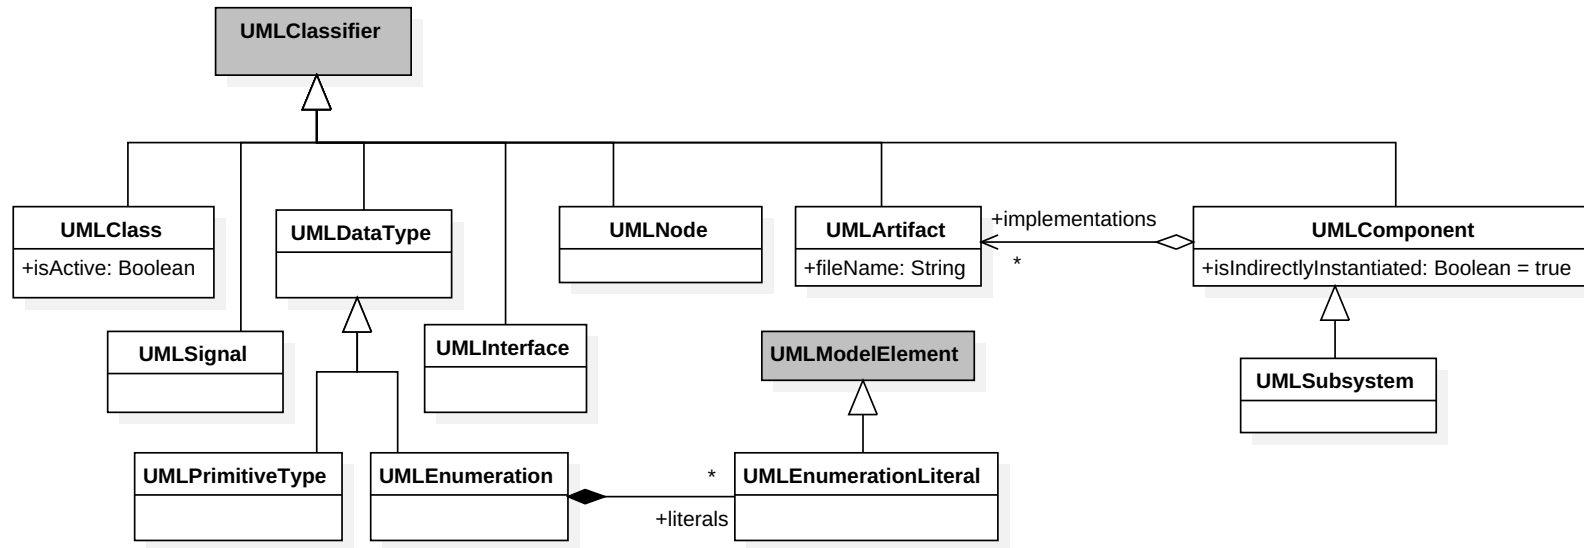 UMLClassifier
UMLClass
+isActive: Boolean
UMLDataType
UMLNode
UMLArtifact
+fileName: String
+implementations
*
UMLComponent
+isIndirectlyInstantiated: Boolean = true
UMLSignal
UMLInterface
UMLModelElement
UMLSubsystem
UMLPrimitiveType
UMLEnumeration
*
+literals
UMLEnumerationLiteral